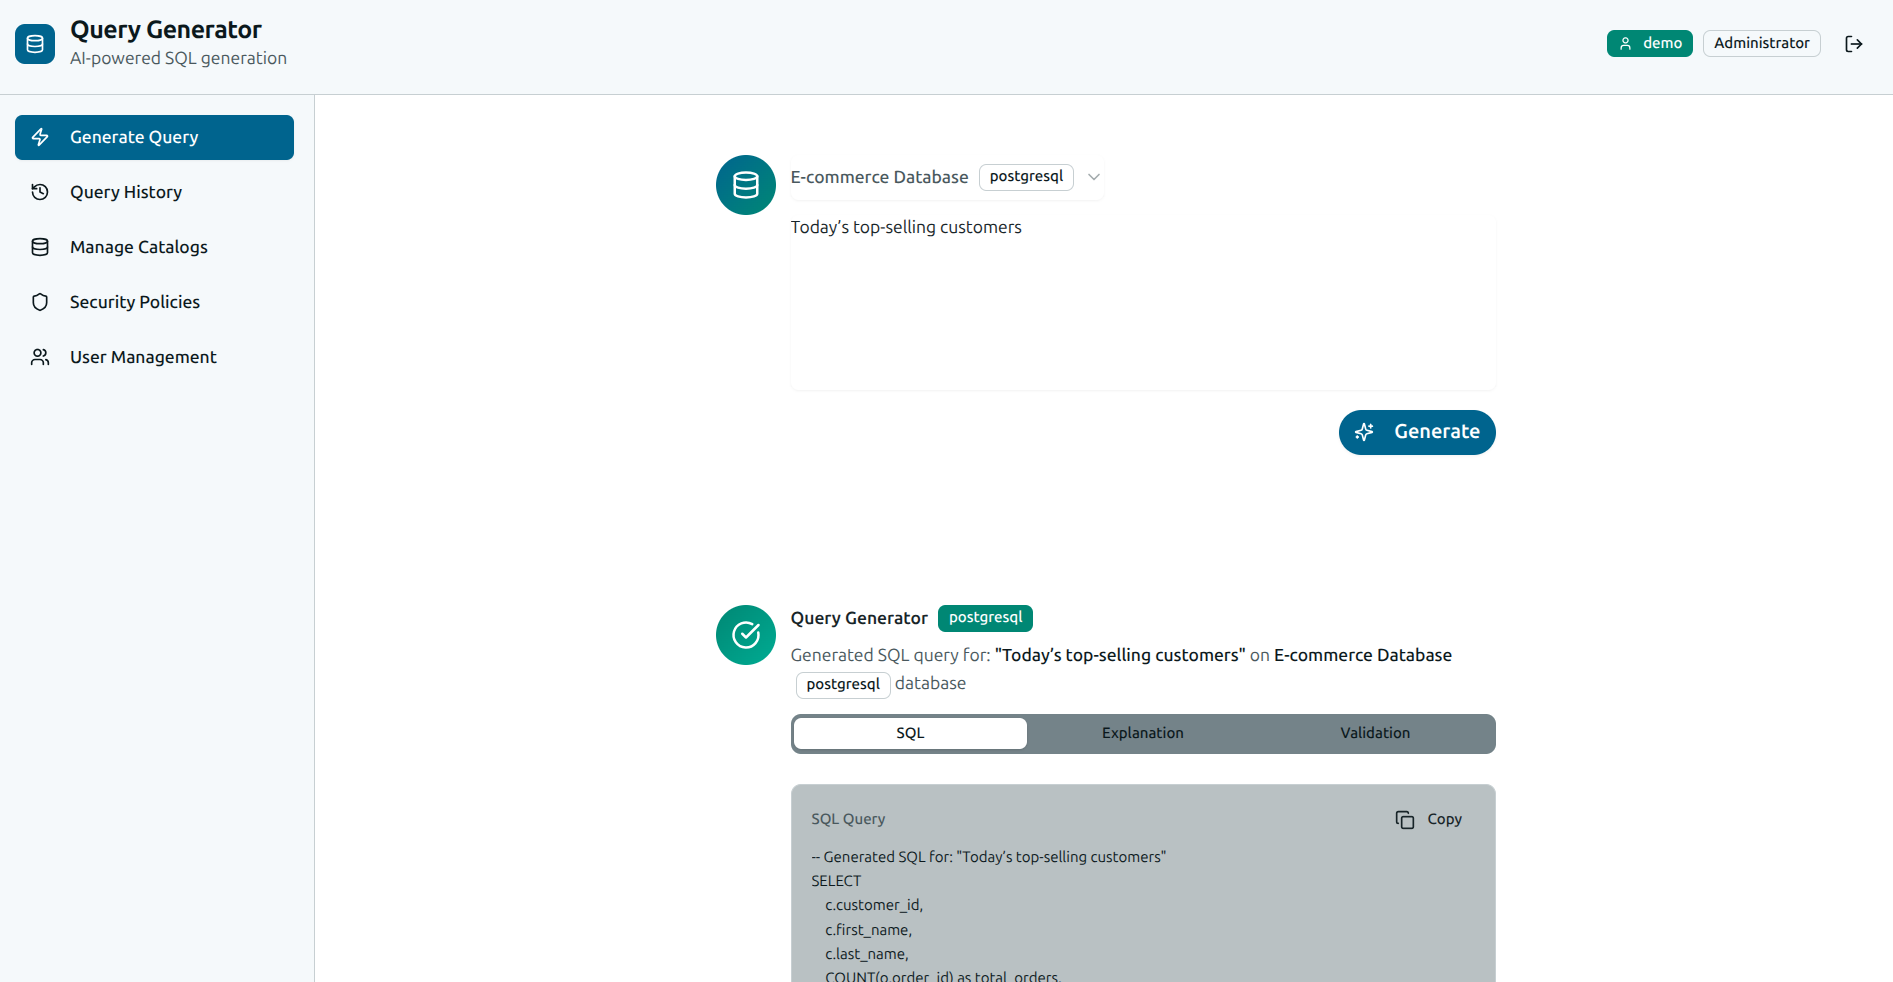 Query Generator
AI-powered SQL generation
demo
Administrator
Generate Query
Query History
Manage Catalogs
Security Policies
User Management
E-commerce Database postgresql
Today’s top-selling customers
Generate
Query Generator postgresql
Generated SQL query for: "Today’s top-selling customers" on E-commerce Database
postgresql database
SQL Explanation Validation
SQL Query
Copy
-- Generated SQL for: "Today’s top-selling customers"
SELECT
c.customer_id,
c.first_name,
c.last_name,
COUNT(o.order_id) as total_orders,